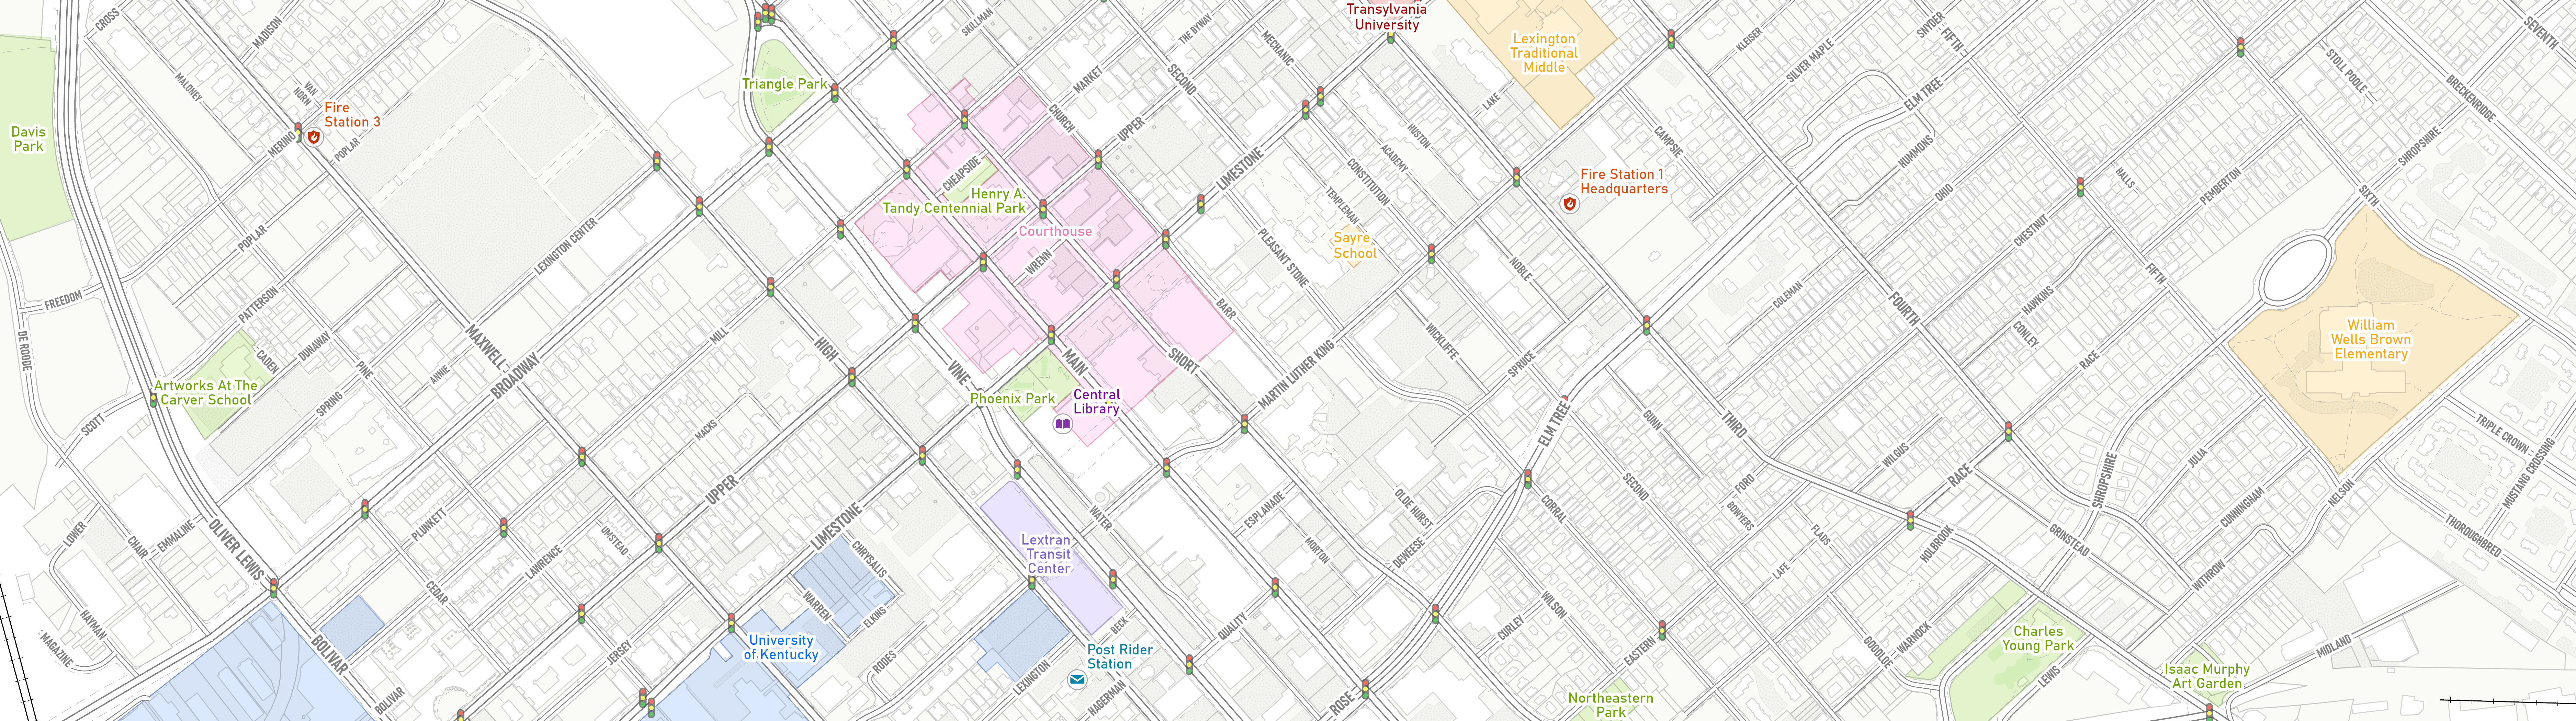 CROSS
MADISON
SKILLMAN
THE BYWAY
MECHANIC
Transylvania
University
Lexington
Traditional
Middle
KLEISER
SILVER MAPLE
SNYDER
FIFTH
SEVENTH
MALONEY
VAN
HORN
Fire
Station 3
Triangle Park
MARKET
SECOND
LAKE
ELM TREE
STOLL POOLE
BRECKENRIDGE
Davis
Park
MERINO
POPLAR
CHURCH
UPPER
HUSTON
CAMPSIE
HUMMONS
SHROPSHIRE
CHEAPSIDE
LIMESTONE
ACADEMY
CONSTITUTION
Fire Station 1
Headquarters
OHIO
HALLS
PEMBERTON
SIXTH
Henry A.
Tandy Centennial Park
TEMPLEMAN
POPLAR
LEXINGTON CENTER
Courthouse
PLEASANT STONE
Sayre
School
CHESTNUT
WRENN
NOBLE
FIFTH
FREEDOM
PATTERSON
BARR
COLEMAN
FOURTH
HAWKINS
DE ROODE
MAXWELL
MILL
HIGH
WICKLIFFE
CONLEY
William
Wells Brown
Elementary
CADEN
DUNAWAY
PINE
ANNIE
BROADWAY
VINE
MAIN
SHORT
MARTIN LUTHER KING
SPRUCE
RACE
Artworks At The
Carver School
SPRING
Phoenix Park
Central
Library
SCOTT
MACKS
ELM TREE
GUNN
THIRD
TRIPLE CROWN
UPPER
WILGUS
RACE
JULIA
MUSTANG CROSSING
LOWER
CHAIR
EMMALINE
OLIVER LEWIS
PLUNKETT
UMSTEAD
LIMESTONE
WATER
ESPLANADE
OLDE HURST
CORRAL
SECOND
FORD
BOWYERS
SHROPSHIRE
CUNNINGHAM
NELSON
THOROUGHBRED
LAWRENCE
CHRYSALIS
Lextran
Transit
Center
MORTON
DEWEESE
FLADS
HOLBROOK
GRINSTEAD
LAFE
WITHROW
HAYMAN
MAGAZINE
CEDAR
WARREN
ELKINS
BECK
QUALITY
WILSON
CURLEY
BOLIVAR
JERSEY
University
of Kentucky
Post Rider
Station
EASTERN
GOODLOE
WARNOCK
Charles
Young Park
MIDLAND
RODES
LEXINGTON
HAGERMAN
BOLIVAR
ROSE
Northeastern
Park
LEWIS
Isaac Murphy
Art Garden